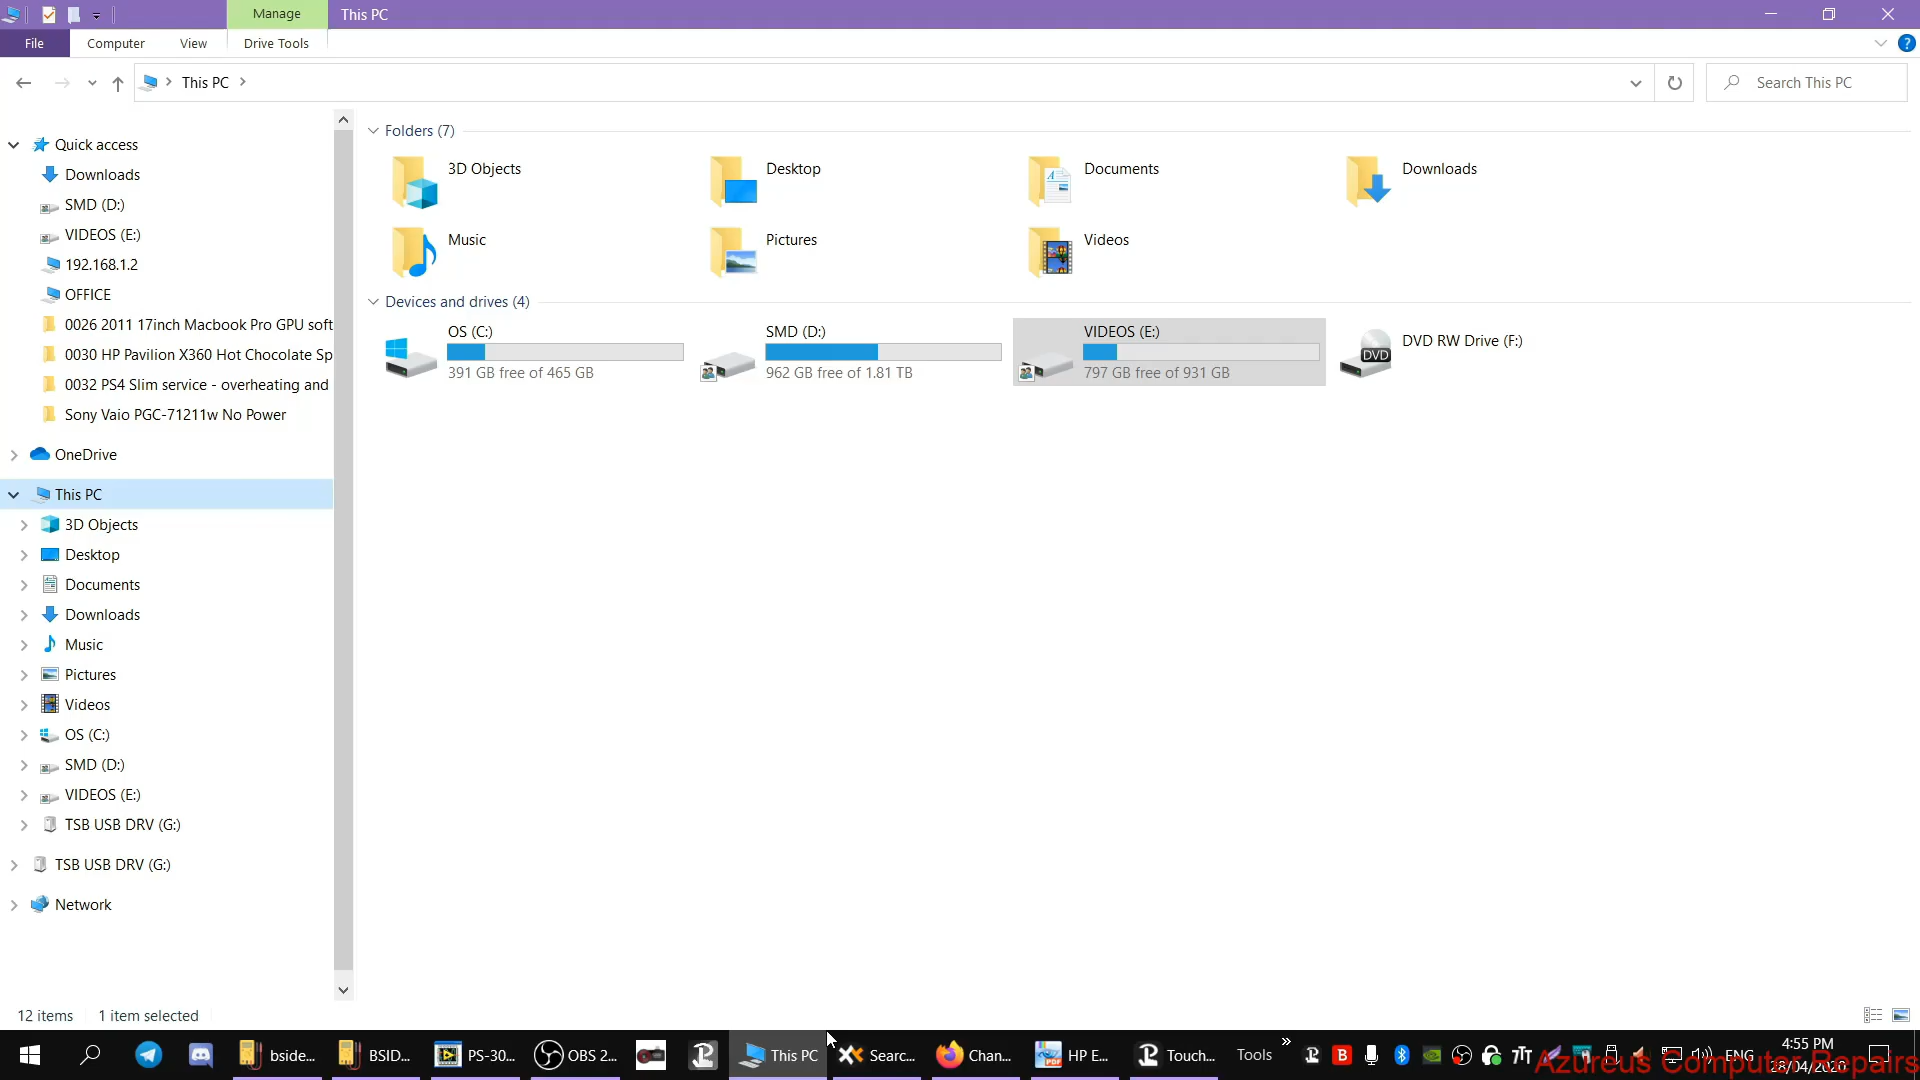 Manage
This PC
File
Computer
View
Drive Tools
This PC
Search This PC
Quick access
Downloads
SMD (D:)
VIDEOS (E:)
192.168.1.2
OFFICE
0026 2011 17inch Macbook Pro GPU soft
0030 HP Pavilion X360 Hot Chocolate Sp
0032 PS4 Slim service - overheating and
Sony Vaio PGC-71211w No Power
OneDrive
This PC
3D Objects
Desktop
Documents
Downloads
Music
Pictures
Videos
OS (C:)
SMD (D:)
VIDEOS (E:)
TSB USB DRV (G:)
TSB USB DRV (G:)
Network
Folders (7)
3D Objects
Desktop
Documents
Downloads
Music
Pictures
Videos
Devices and drives (4)
OS (C:)
391 GB free of 465 GB
SMD (D:)
962 GB free of 1.81 TB
VIDEOS (E:)
797 GB free of 931 GB
DVD RW Drive (F:)
DVD
12 items
1 item selected
bside...
BSID...
PS-30...
OBS 2...
This PC
Searc...
Chan...
HP E...
Touch...
Tools
ENG
4:55 PM
28/04/2020
Azureus Computer Repairs